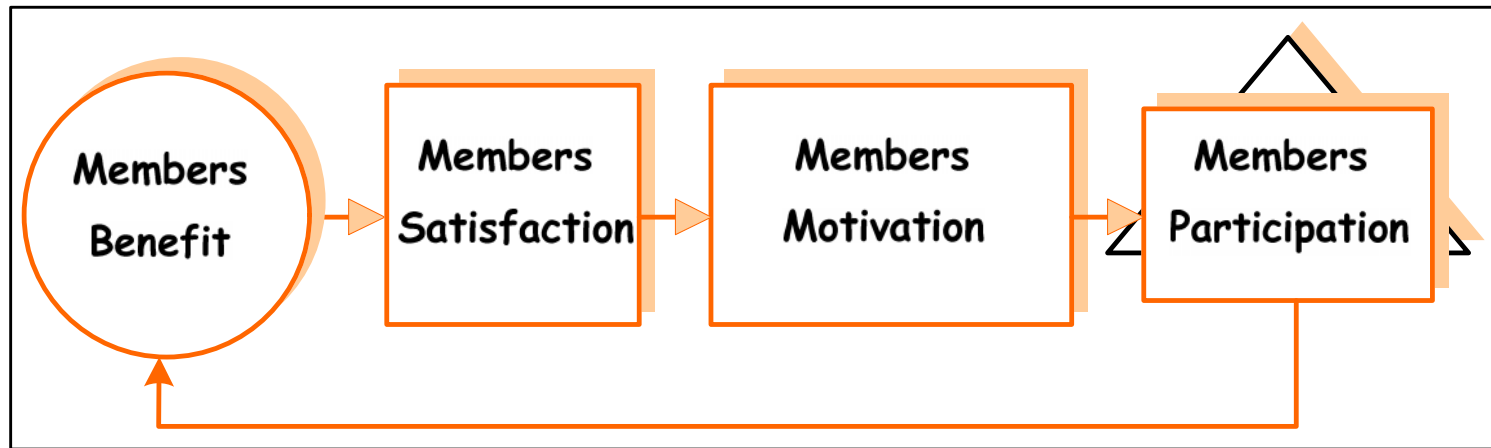 Members
Benefit
Members
Satisfaction
Members
Motivation
Members
Participation